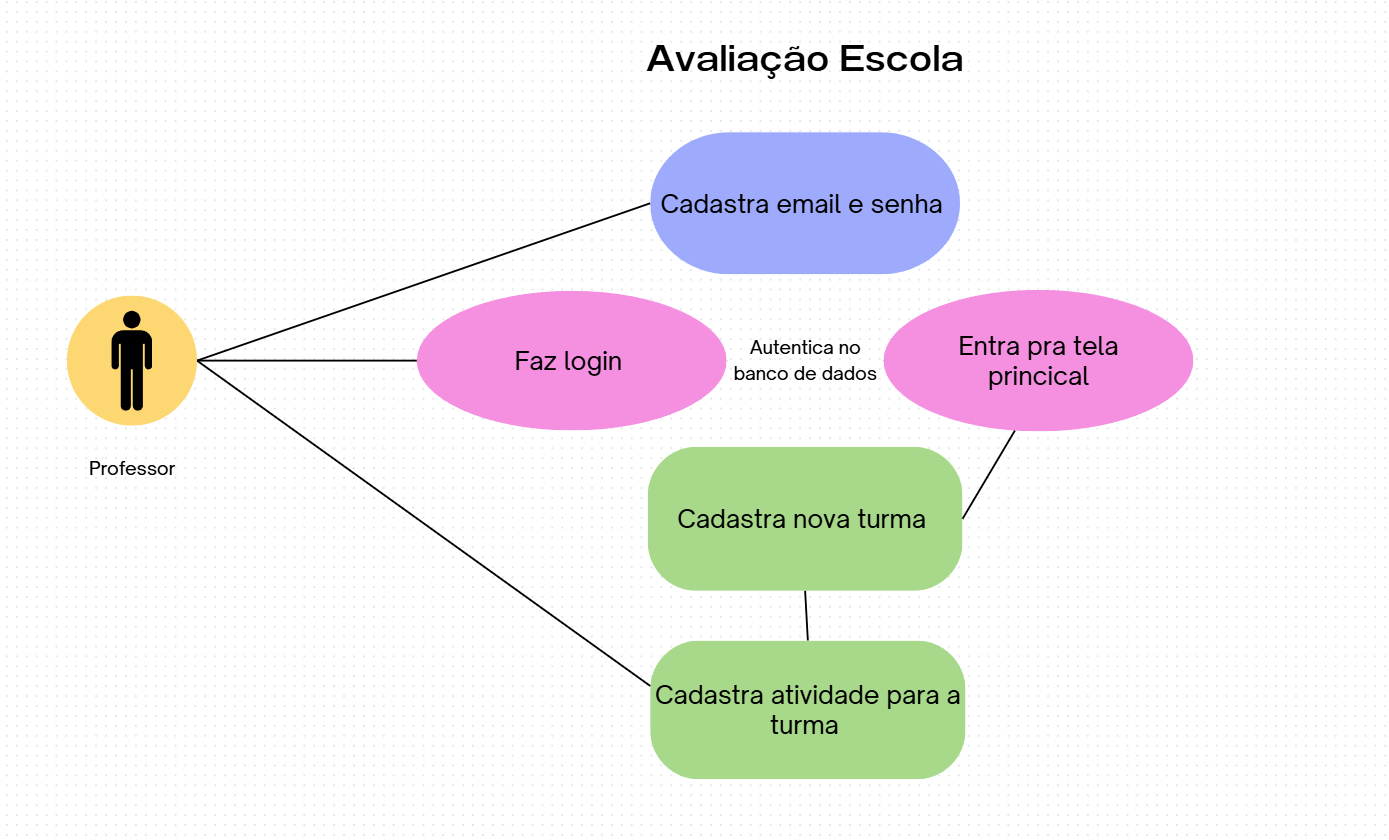 Avaliação Escola
Cadastra email e senha
Faz login
Autentica no
banco de dados
Entra pra tela
princical
Professor
Cadastra nova turma
Cadastra atividade para a
turma